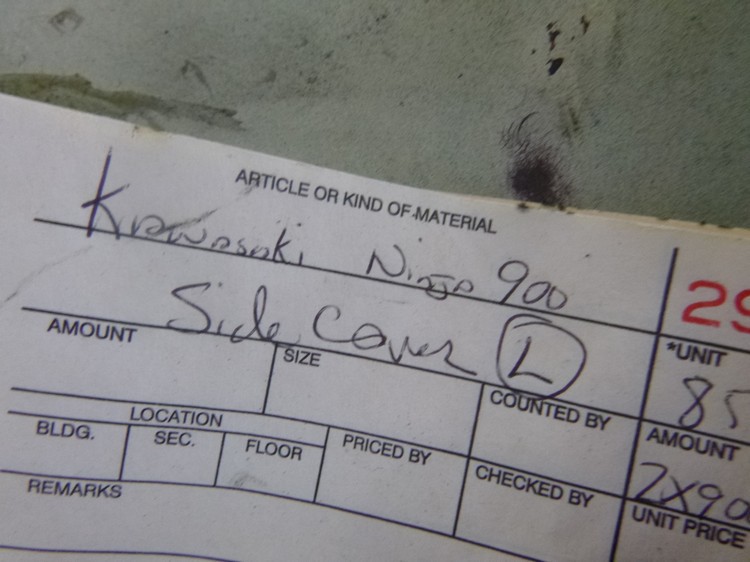 ARTICLE OR KIND OF MATERIAL
Kawasaki Ninja 900
29
Side Cover L
*UNIT
85
AMOUNT
SIZE
COUNTED BY
AMOUNT
2X90
LOCATION
BLDG.
SEC.
FLOOR
PRICED BY
CHECKED BY
UNIT PRICE
REMARKS